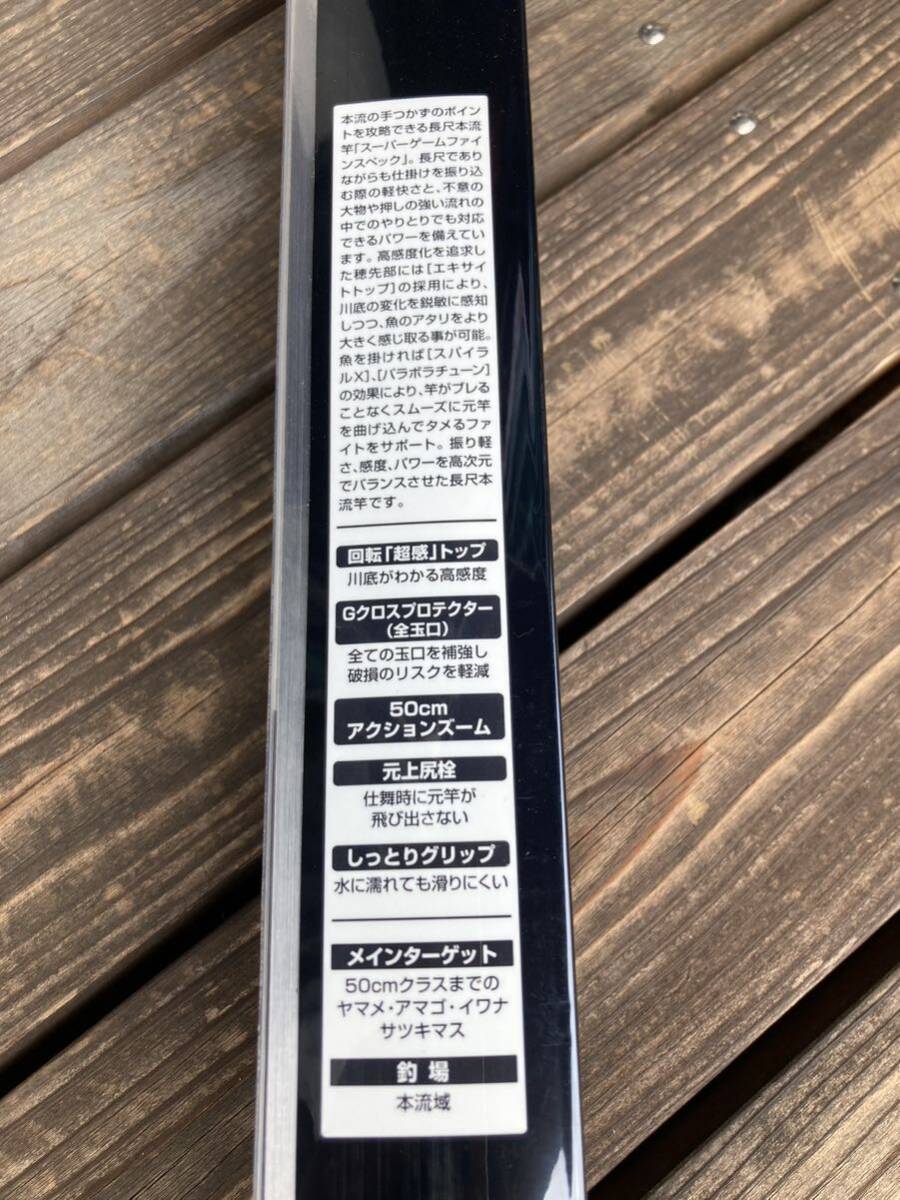 本流の手つかずのポイン
トを攻略できる長尺本流
竿「スーパーゲームファイ
ンスペック」。長尺であり
ながらも仕掛けを振り込
む際の軽快さと、不意の
大物や押しの強い流れの
中でのやりとりでも対応
できるパワーを備えてい
ます。高感度化を追求し
た穂先部には[エキサイ
トトップ]の採用により、
川底の変化を鋭敏に感知
しつつ、魚のアタリをより
大きく感じ取る事が可能。
魚を掛ければ[スパイラ
ルX]、[パラボラチューン]
の効果により、竿がブレる
ことなくスムーズに元竿
を曲げ込んでタメるファ
イトをサポート。振り軽
さ、感度、パワーを高次元
でバランスさせた長尺本
流竿です。
回転「超感」トップ
川底がわかる高感度
Gクロスプロテクター
(全玉口)
全ての玉口を補強し
破損のリスクを軽減
50cm
アクションズーム
元上尻栓
仕舞時に元竿が
飛び出さない
しっとりグリップ
水に濡れても滑りにくい
メインターゲット
50cmクラスまでの
ヤマメ・アマゴ・イワナ
サツキマス
釣場
本流域